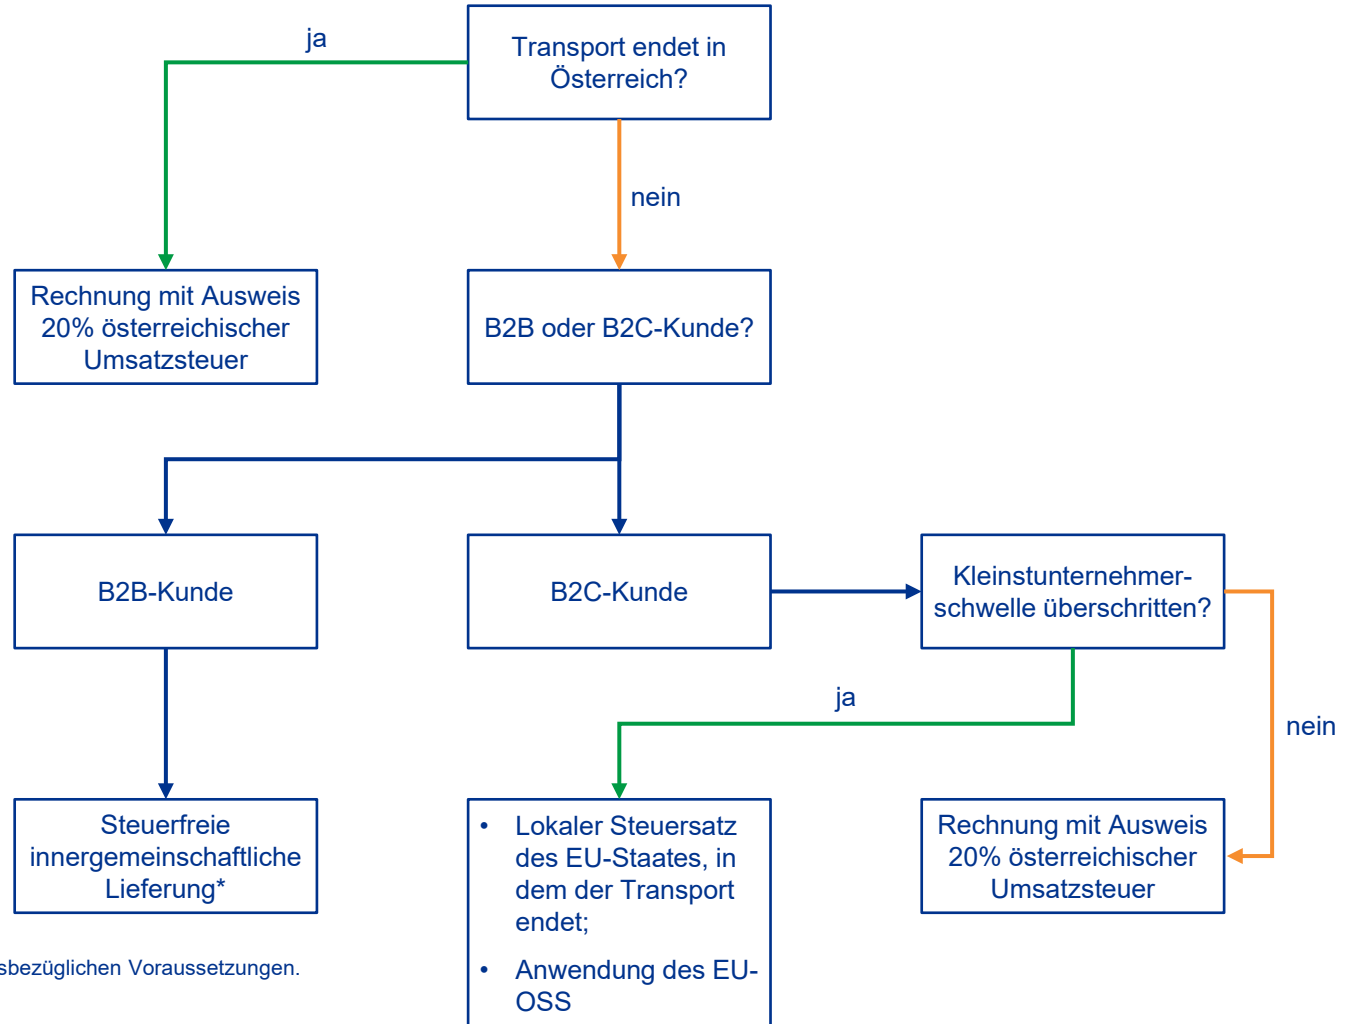 ja
Transport endet in
Österreich?
nein
Rechnung mit Ausweis
20% österreichischer
Umsatzsteuer
B2B oder B2C-Kunde?
B2B-Kunde
B2C-Kunde
Kleinstunternehmer-
schwelle überschritten?
ja
nein
Steuerfreie
innergemeinschaftliche
Lieferung*
• Lokaler Steuersatz
des EU-Staates, in
dem der Transport
endet;
• Anwendung des EU-
OSS
Rechnung mit Ausweis
20% österreichischer
Umsatzsteuer
Voraussetzungen.